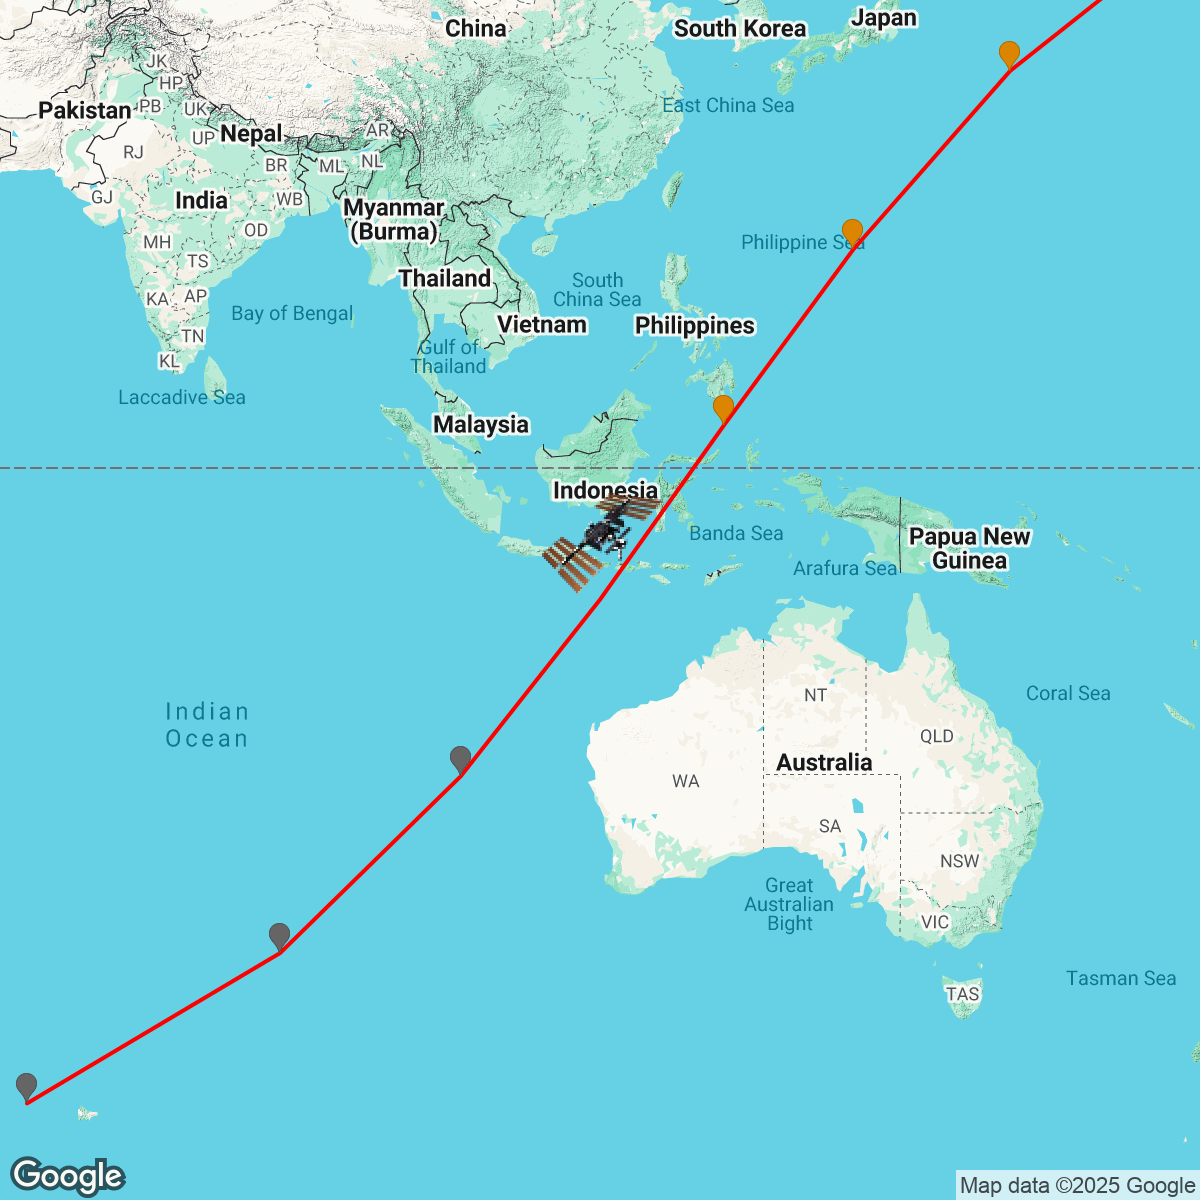 China
South Korea
Japan
JK
HP
Pakistan
PB
UK
East China Sea
Nepal
UP
AR
RJ
BR
ML
NL
GJ
India
WB
Myanmar
(Burma)
OD
MH
TS
Philippine Sea
Thailand
South
China Sea
KA
AP
Bay of Bengal
Vietnam
Philippines
TN
KL
Gulf of
Thailand
Laccadive Sea
Malaysia
Indonesia
Banda Sea
Papua New
Guinea
Arafura Sea
NT
Coral Sea
Indian
Ocean
QLD
Australia
WA
SA
NSW
Great
Australian
Bight
VIC
Tasman Sea
TAS
Google
Map data ©2025 Google